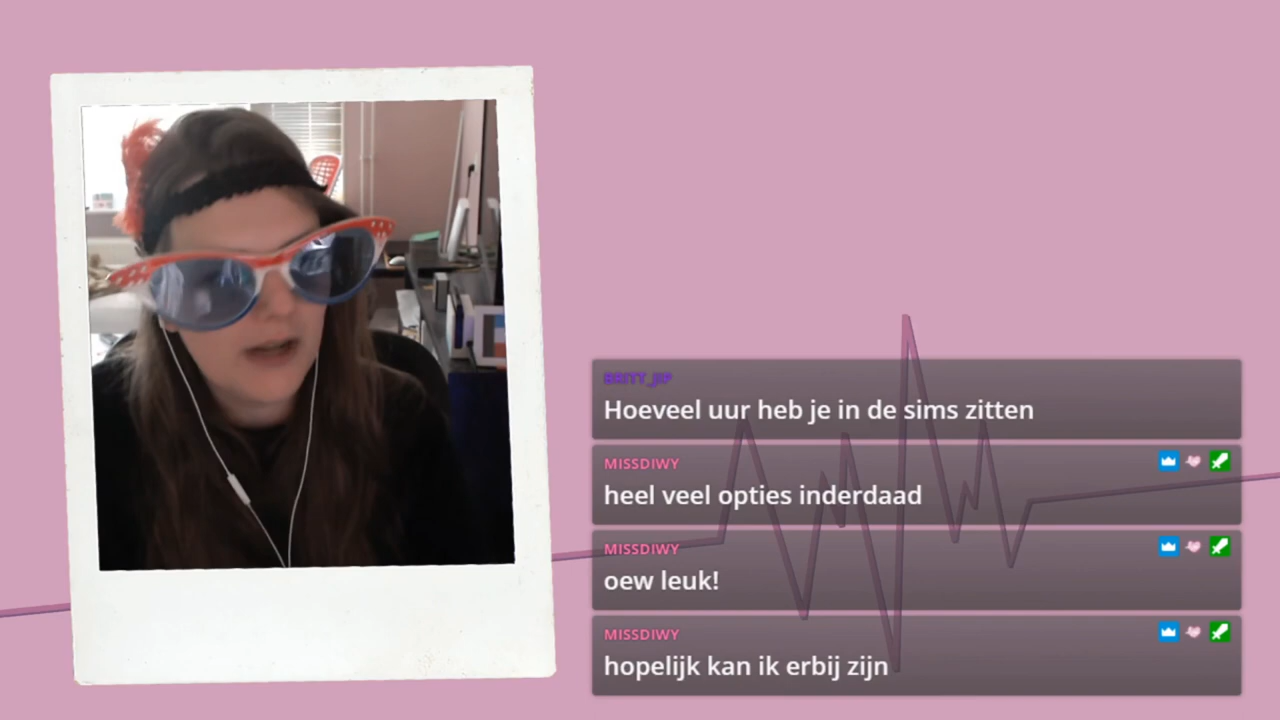 BRITY_JIP
Hoeveel uur heb je in de sims zitten
MISSDIWY
heel veel opties inderdaad
MISSDIWY
oew leuk!
MISSDIWY
hopelijk kan ik erbij zijn